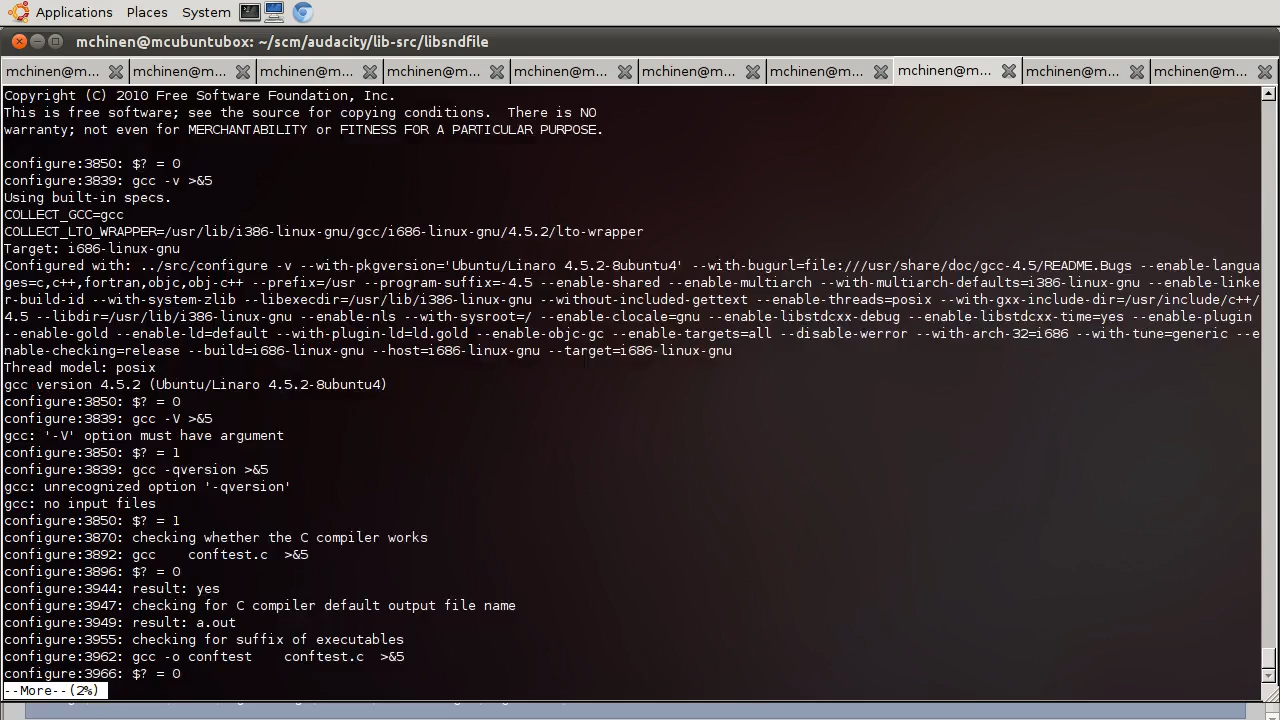 Applications Places System
mchinen@mcubuntubox: ~/scm/audacity/lib-src/libsndfile
mchinen@m... mchinen@m... mchinen@m... mchinen@m... mchinen@m... mchinen@m... mchinen@m... mchinen@m... mchinen@m... mchinen@m...
Copyright (C) 2010 Free Software Foundation, Inc.
This is free software; see the source for copying conditions.  There is NO
warranty; not even for MERCHANTABILITY or FITNESS FOR A PARTICULAR PURPOSE.
configure:3850: $? = 0
configure:3839: gcc -v >&5
Using built-in specs.
COLLECT_GCC=gcc
COLLECT_LTO_WRAPPER=/usr/lib/i386-linux-gnu/gcc/i686-linux-gnu/4.5.2/lto-wrapper
Target: i686-linux-gnu
Configured with: ../src/configure -v --with-pkgversion='Ubuntu/Linaro 4.5.2-8ubuntu4' --with-bugurl=file:///usr/share/doc/gcc-4.5/README.Bugs --enable-langua
ges=c,c++,fortran,objc,obj-c++ --prefix=/usr --program-suffix=-4.5 --enable-shared --enable-multiarch --with-multiarch-defaults=i386-linux-gnu --enable-linke
r-build-id --with-system-zlib --libexecdir=/usr/lib/i386-linux-gnu --without-included-gettext --enable-threads=posix --with-gxx-include-dir=/usr/include/c++/
4.5 --libdir=/usr/lib/i386-linux-gnu --enable-nls --with-sysroot=/ --enable-clocale=gnu --enable-libstdcxx-debug --enable-libstdcxx-time=yes --enable-plugin
--enable-gold --enable-ld=default --with-plugin-ld=ld.gold --enable-objc-gc --enable-targets=all --disable-werror --with-arch-32=i686 --with-tune=generic --e
nable-checking=release --build=i686-linux-gnu --host=i686-linux-gnu --target=i686-linux-gnu
Thread model: posix
gcc version 4.5.2 (Ubuntu/Linaro 4.5.2-8ubuntu4)
configure:3850: $? = 0
configure:3839: gcc -V >&5
gcc: '-V' option must have argument
configure:3850: $? = 1
configure:3839: gcc -qversion >&5
gcc: unrecognized option '-qversion'
gcc: no input files
configure:3850: $? = 1
configure:3870: checking whether the C compiler works
configure:3892: gcc    conftest.c  >&5
configure:3896: $? = 0
configure:3944: result: yes
configure:3947: checking for C compiler default output file name
configure:3949: result: a.out
configure:3955: checking for suffix of executables
configure:3962: gcc -o conftest    conftest.c  >&5
configure:3966: $? = 0
--More--(2%)